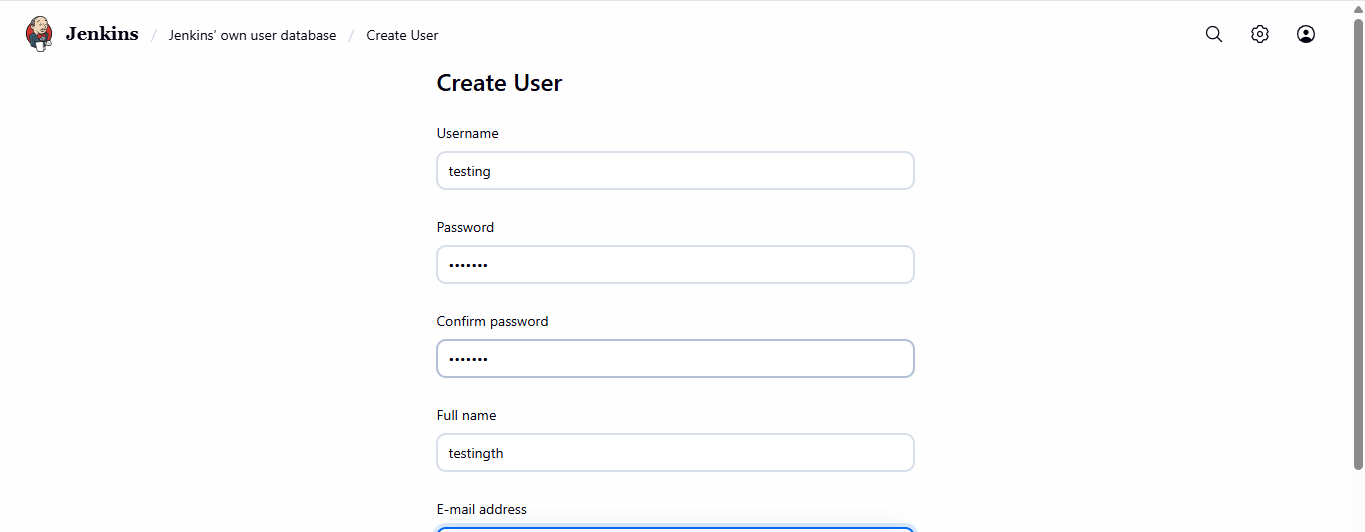 Jenkins / Jenkins’ own user database / Create User
Create User
Username
testing
Password
•••••••
Confirm password
•••••••
Full name
testingth
E-mail address